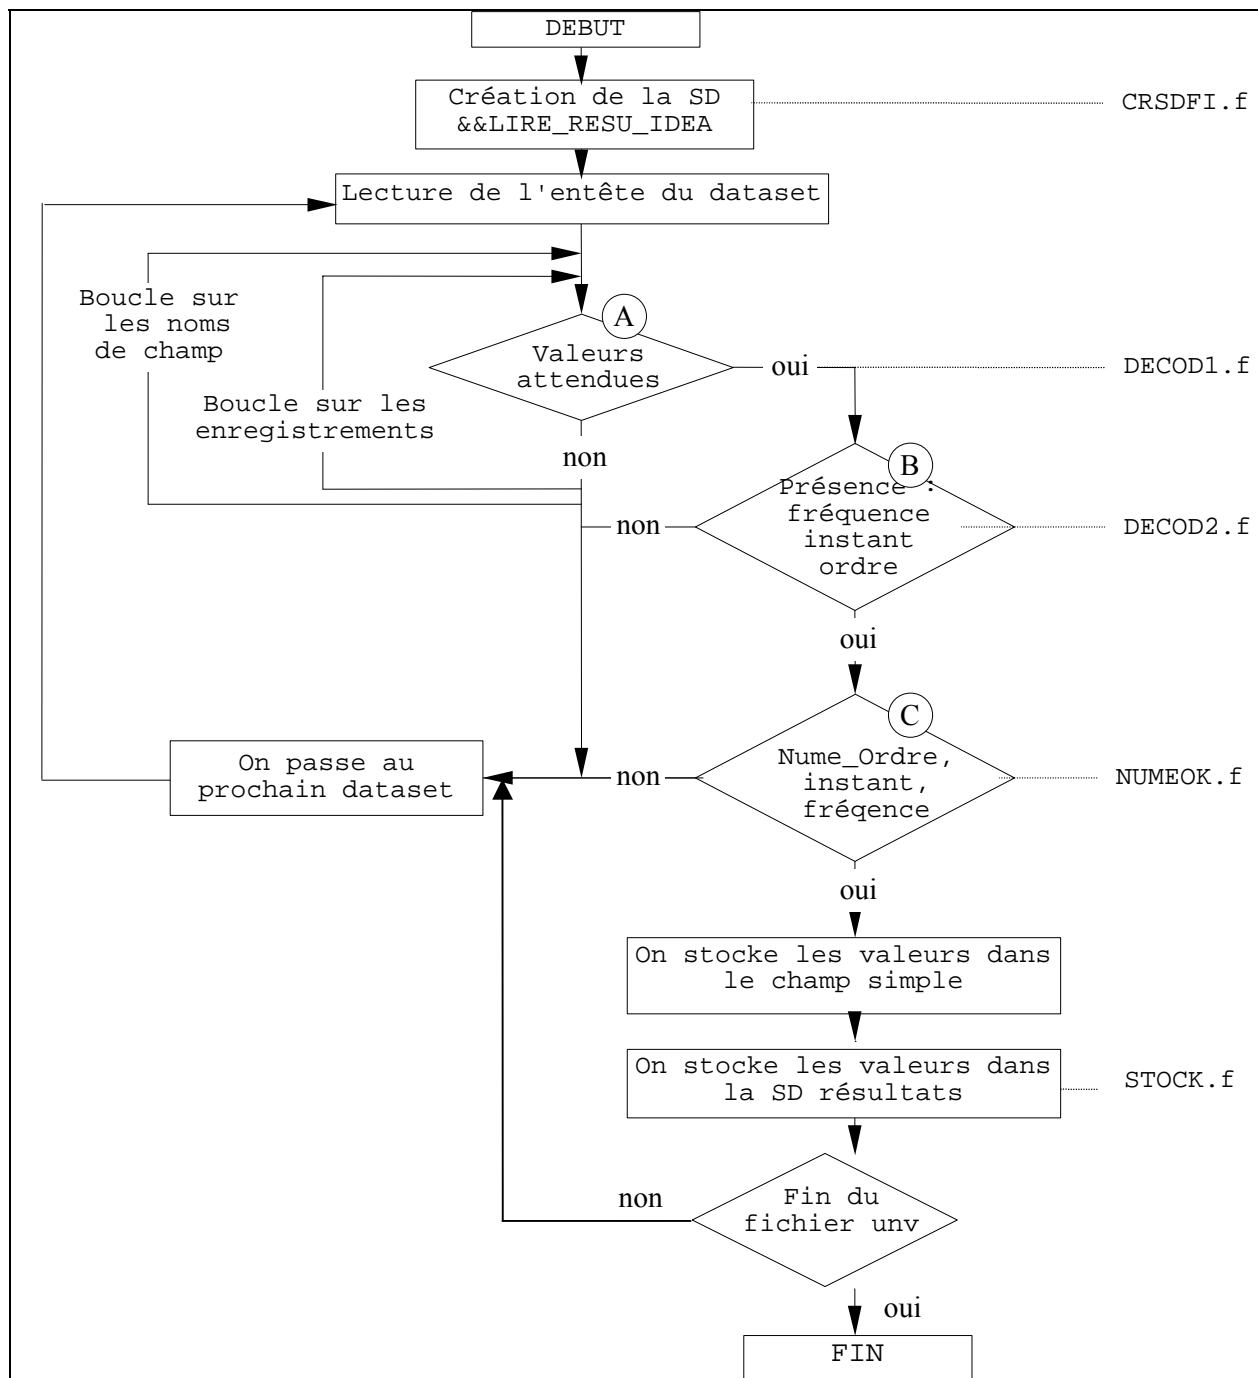 DEBUT
Création de la SD
&&LIRE_RESU_IDEA
CRSDFI.f
Lecture de l'entête du dataset
Boucle sur
les noms
de champ
Boucle sur les
enregistrements
A
Valeurs
attendues
oui
DECOD1.f
non
B
Présence :
fréquence
instant
ordre
non
DECOD2.f
oui
C
Nume_Ordre,
instant,
fréqence
non
NUMEOK.f
On passe au
prochain dataset
oui
On stocke les valeurs dans
le champ simple
On stocke les valeurs dans
la SD résultats
STOCK.f
Fin du
fichier unv
non
oui
FIN